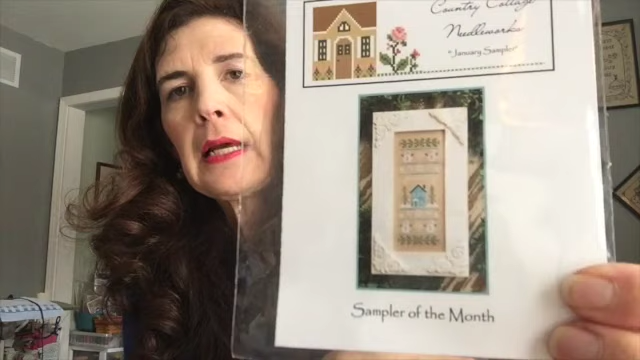 Country Cottage
Needleworks
"January Sampler"
Sampler of the Month